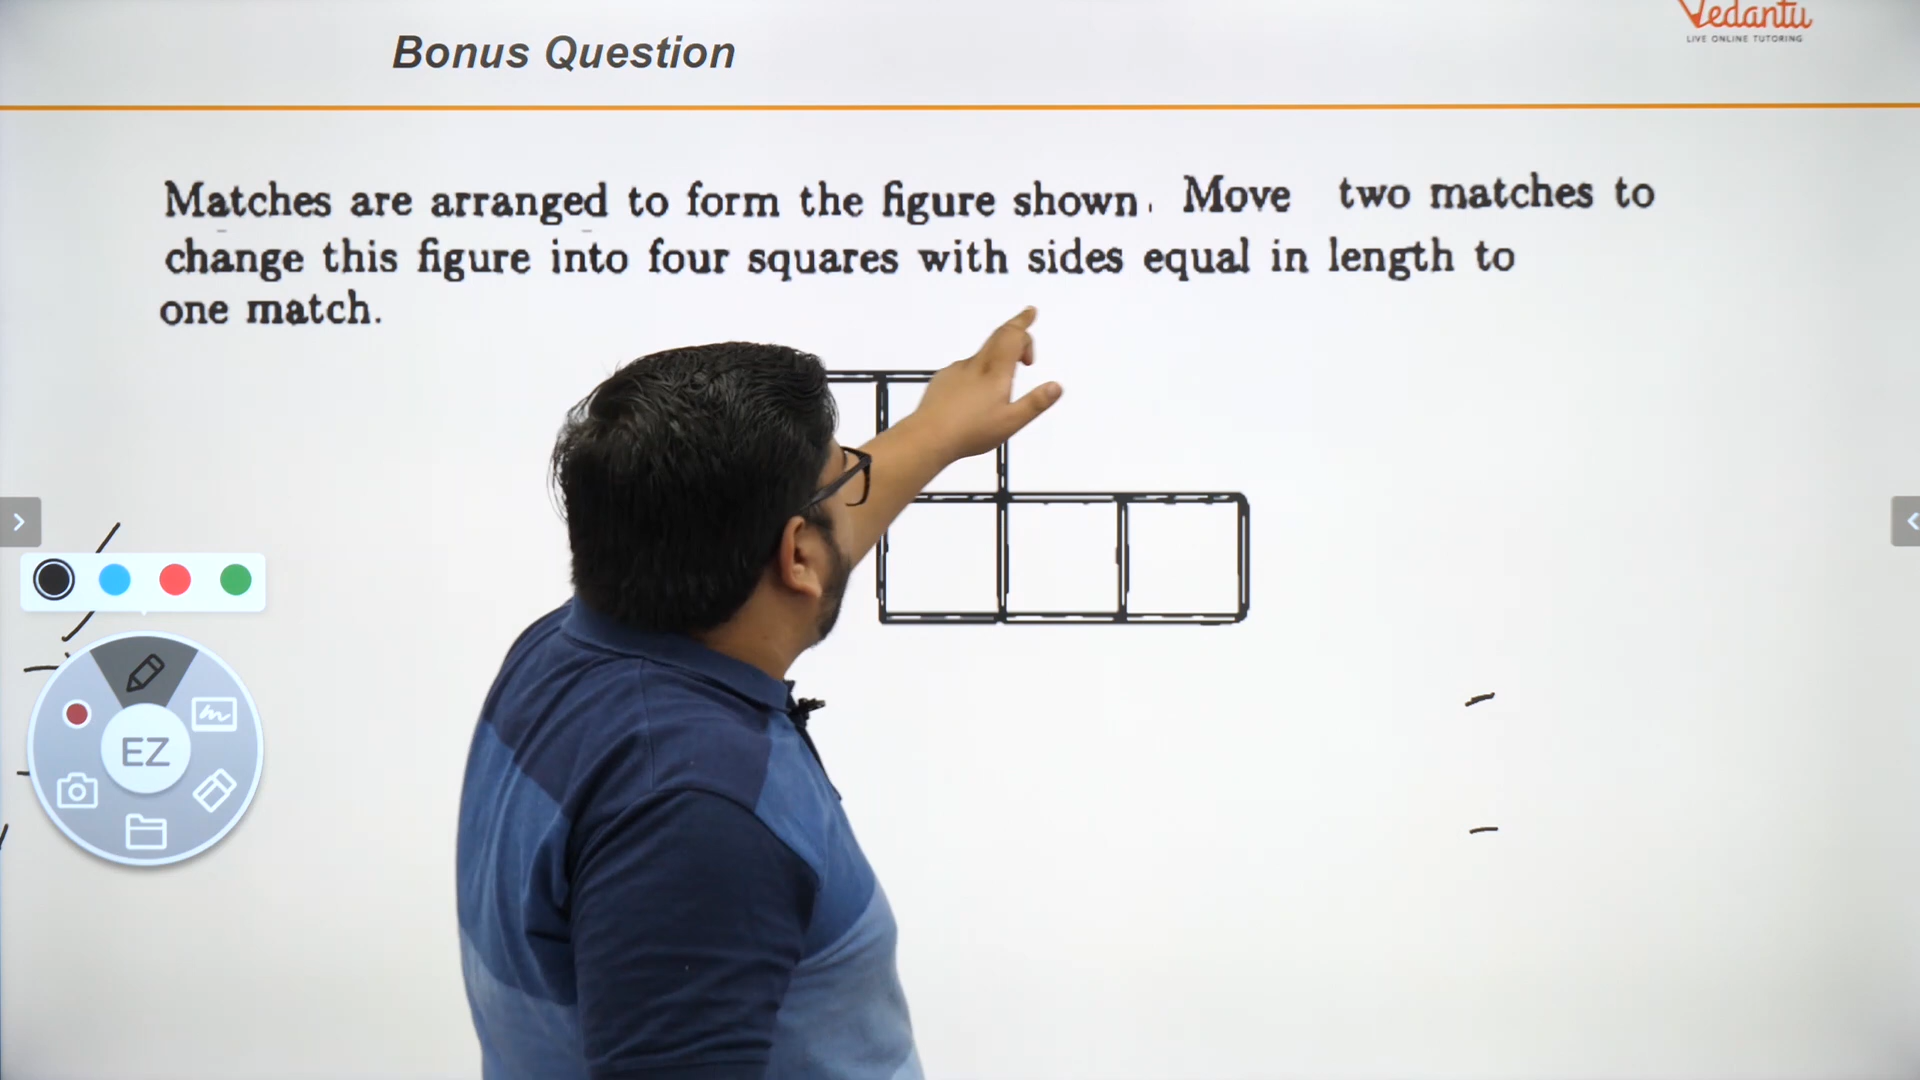 Vedantu
LIVE ONLINE TUTORING
Bonus Question
Matches are arranged to form the figure shown. Move two matches to
change this figure into four squares with sides equal in length to
one match.
EZ